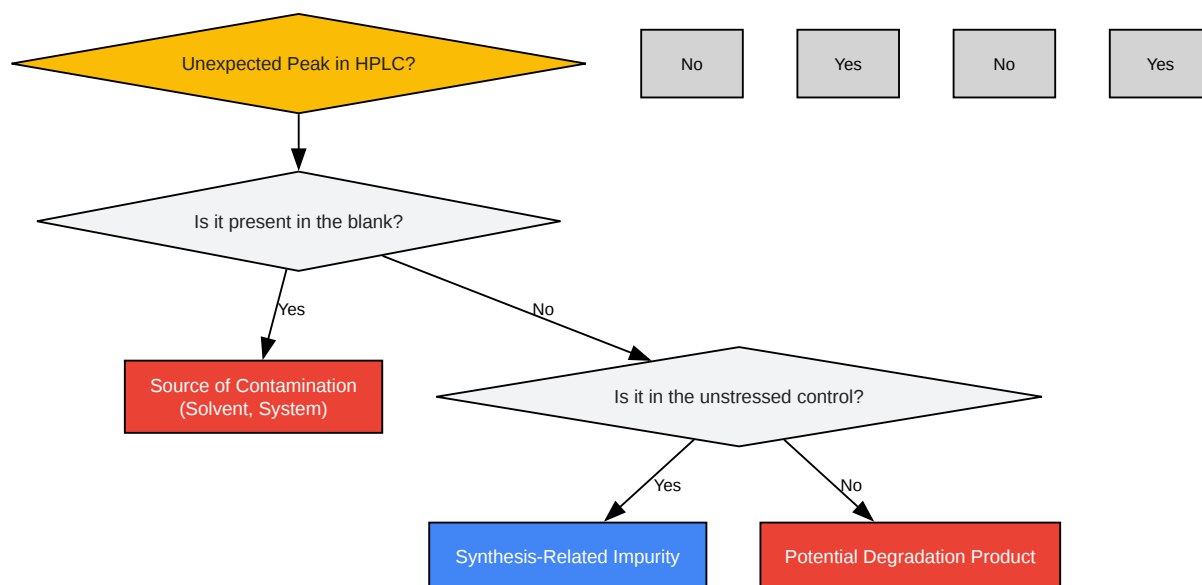 Unexpected Peak in HPLC?
No
Yes
No
Yes
Is it present in the blank?
Yes
No
Source of Contamination
(Solvent, System)
Is it in the unstressed control?
Yes
No
Synthesis-Related Impurity
Potential Degradation Product